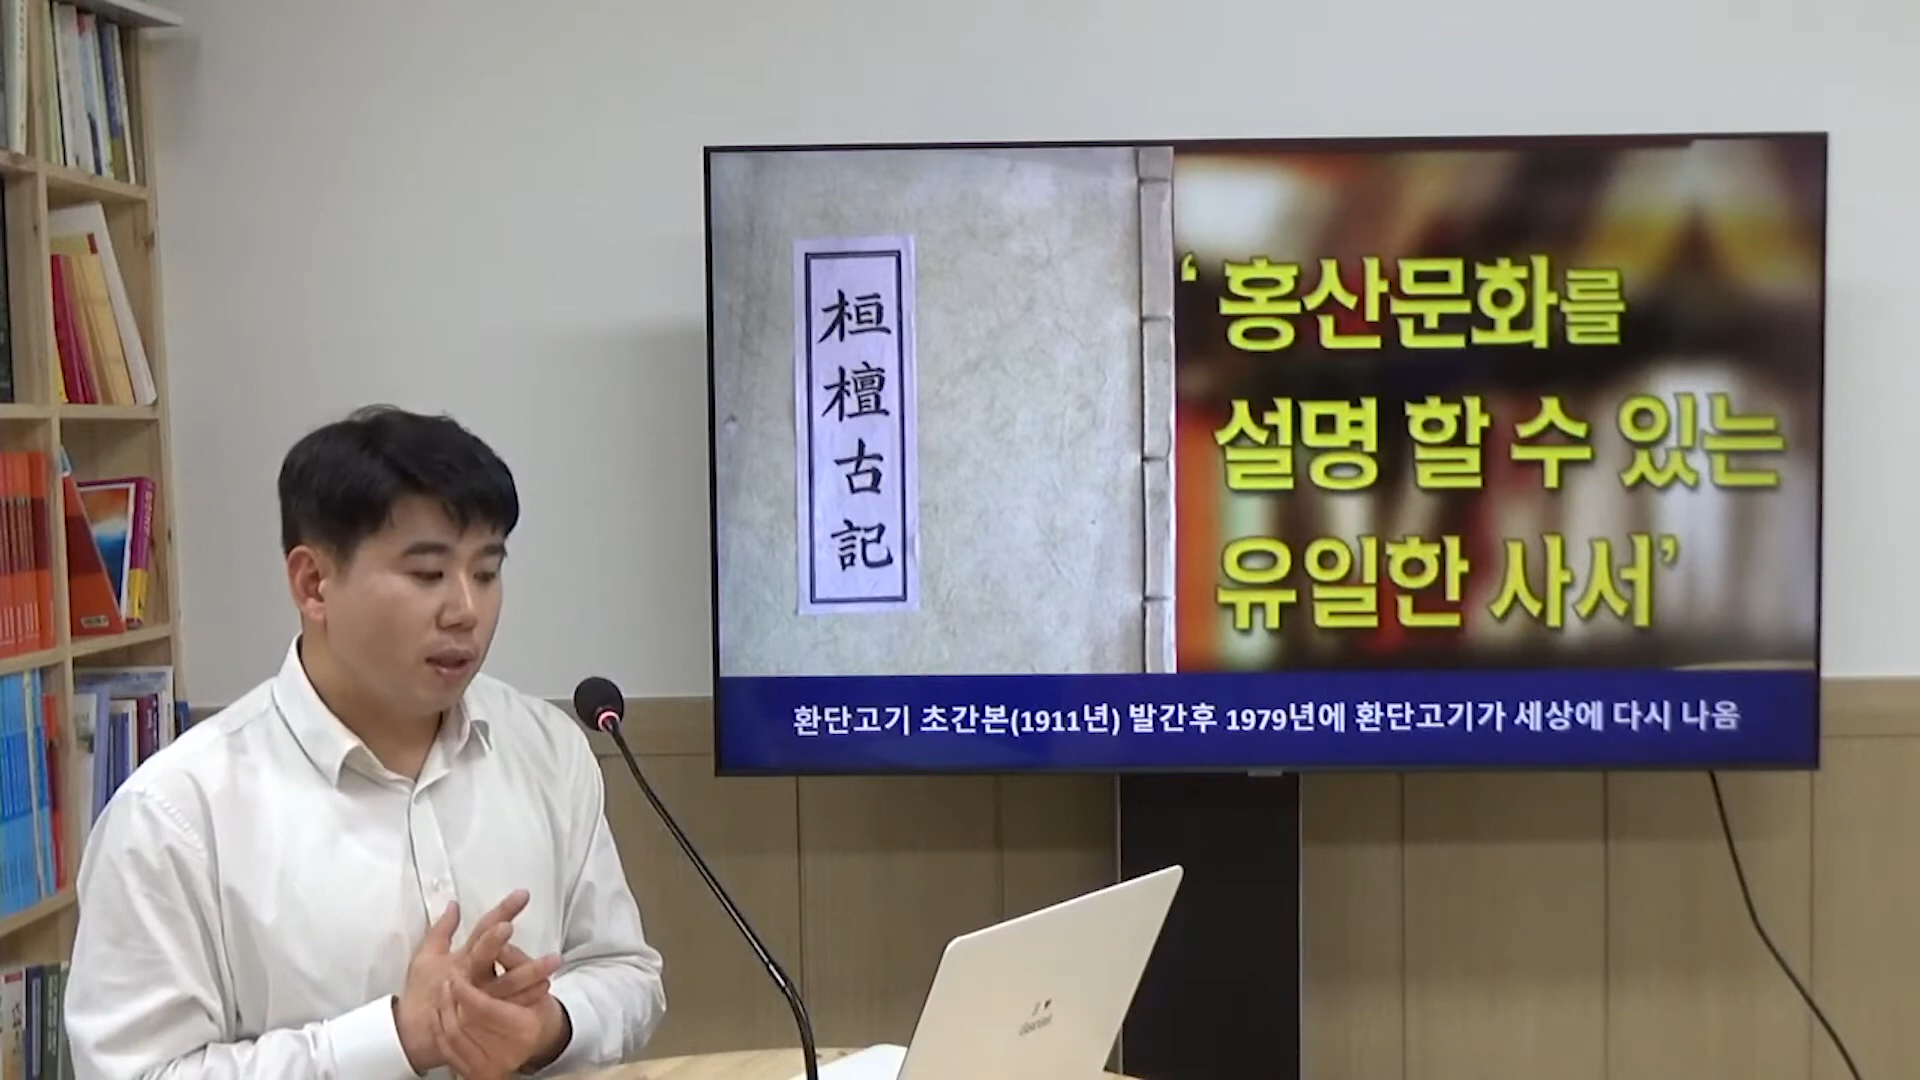 桓檀古記
‘홍산문화를
설명 할 수 있는
유일한 사서’
환단고기 초간본(1911년) 발간후 1979년에 환단고기가 세상에 다시 나옴